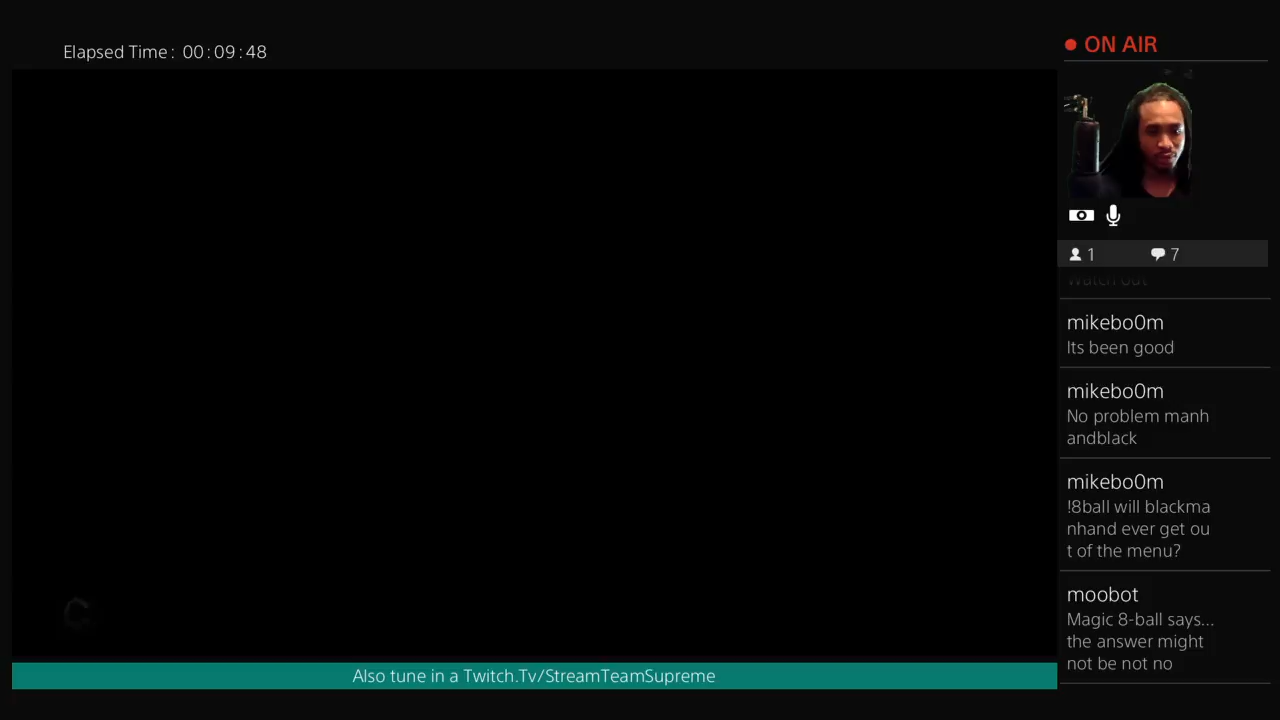 Elapsed Time: 00:09:48
ON AIR
1 7
Watch out
mikebo0m
Its been good
mikebo0m
No problem manh
andblack
mikebo0m
!8ball will blackma
nhand ever get ou
t of the menu?
moobot
Magic 8-ball says...
the answer might
not be not no
C
Also tune in a Twitch.Tv/StreamTeamSupreme